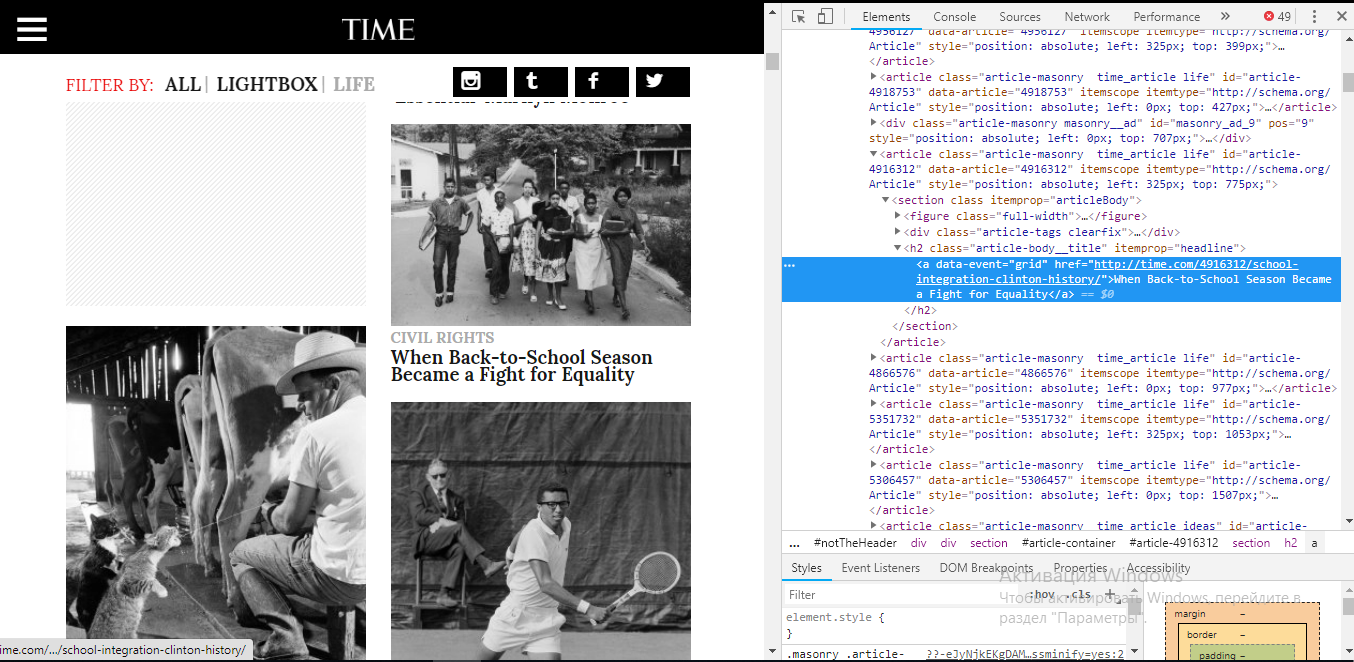 TIME
FILTER BY: ALL | LIGHTBOX | LIFE
Essential Marilyn Monroe
CIVIL RIGHTS
When Back-to-School Season
Became a Fight for Equality
ime.com/.../school-integration-clinton-history/
Elements Console Sources Network Performance » 49
4956127" data-article="4956127" itemscope itemtype="http://schema.org/
Article" style="position: absolute; left: 325px; top: 399px;">…
</article>
<article class="article-masonry  time_article life" id="article-
4918753" data-article="4918753" itemscope itemtype="http://schema.org/
Article" style="position: absolute; left: 0px; top: 427px;">…</article>
<div class="article-masonry masonry__ad" id="masonry_ad_9" pos="9"
style="position: absolute; left: 0px; top: 707px;">…</div>
<article class="article-masonry  time_article life" id="article-
4916312" data-article="4916312" itemscope itemtype="http://schema.org/
Article" style="position: absolute; left: 325px; top: 775px;">
<section class itemprop="articleBody">
<figure class="full-width">…</figure>
<div class="article-tags clearfix">…</div>
<h2 class="article-body__title" itemprop="headline">
… <a data-event="grid" href="http://time.com/4916312/school-
integration-clinton-history/">When Back-to-School Season Became
a Fight for Equality</a> == $0
</h2>
</section>
</article>
<article class="article-masonry  time_article life" id="article-
4866576" data-article="4866576" itemscope itemtype="http://schema.org/
Article" style="position: absolute; left: 0px; top: 977px;">…</article>
<article class="article-masonry  time_article life" id="article-
5351732" data-article="5351732" itemscope itemtype="http://schema.org/
Article" style="position: absolute; left: 325px; top: 1053px;">…
</article>
<article class="article-masonry  time_article life" id="article-
5306457" data-article="5306457" itemscope itemtype="http://schema.org/
Article" style="position: absolute; left: 0px; top: 1507px;">…
</article>
<article class="article-masonry  time_article ideas" id="article-
... #notTheHeader div div section #article-container #article-4916312 section h2 a
Styles Event Listeners DOM Breakpoints Properties Accessibility
Активация Windows
Чтобы активировать Windows, перейдите в
раздел "Параметры".
Filter :hov .cls +
element.style {
}
.masonry .article- ??-eJyNjkEKgDAM…ssminify=yes:2
margin –
border –
padding –